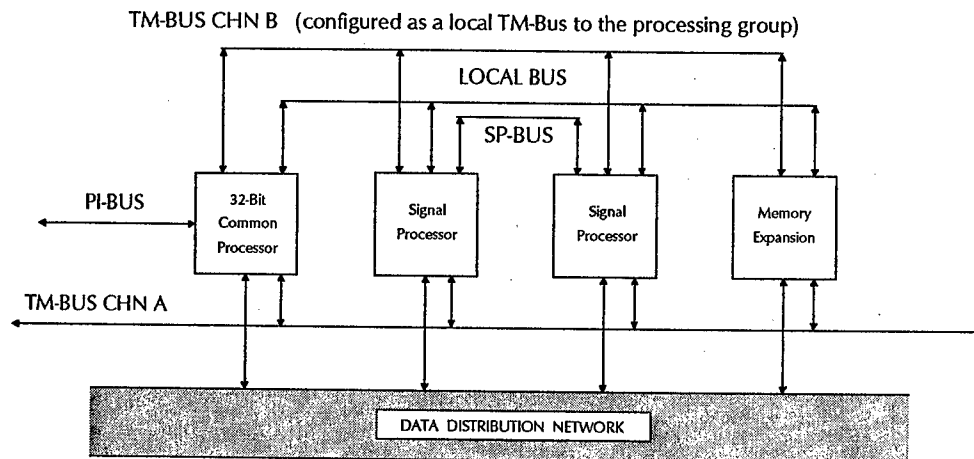 TM-BUS CHN B (configured as a local TM-Bus to the processing group)
LOCAL BUS
SP-BUS
PI-BUS
32-Bit
Common
Processor
Signal
Processor
Signal
Processor
Memory
Expansion
TM-BUS CHN A
DATA DISTRIBUTION NETWORK